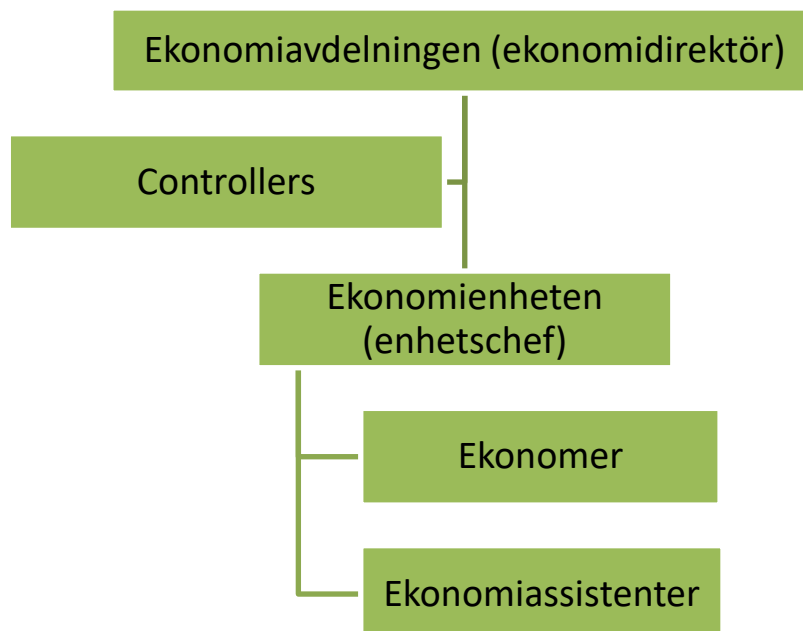 Ekonomiavdelningen (ekonomidirektör)
Controllers
Ekonomienheten
(enhetschef)
Ekonomer
Ekonomiassistenter